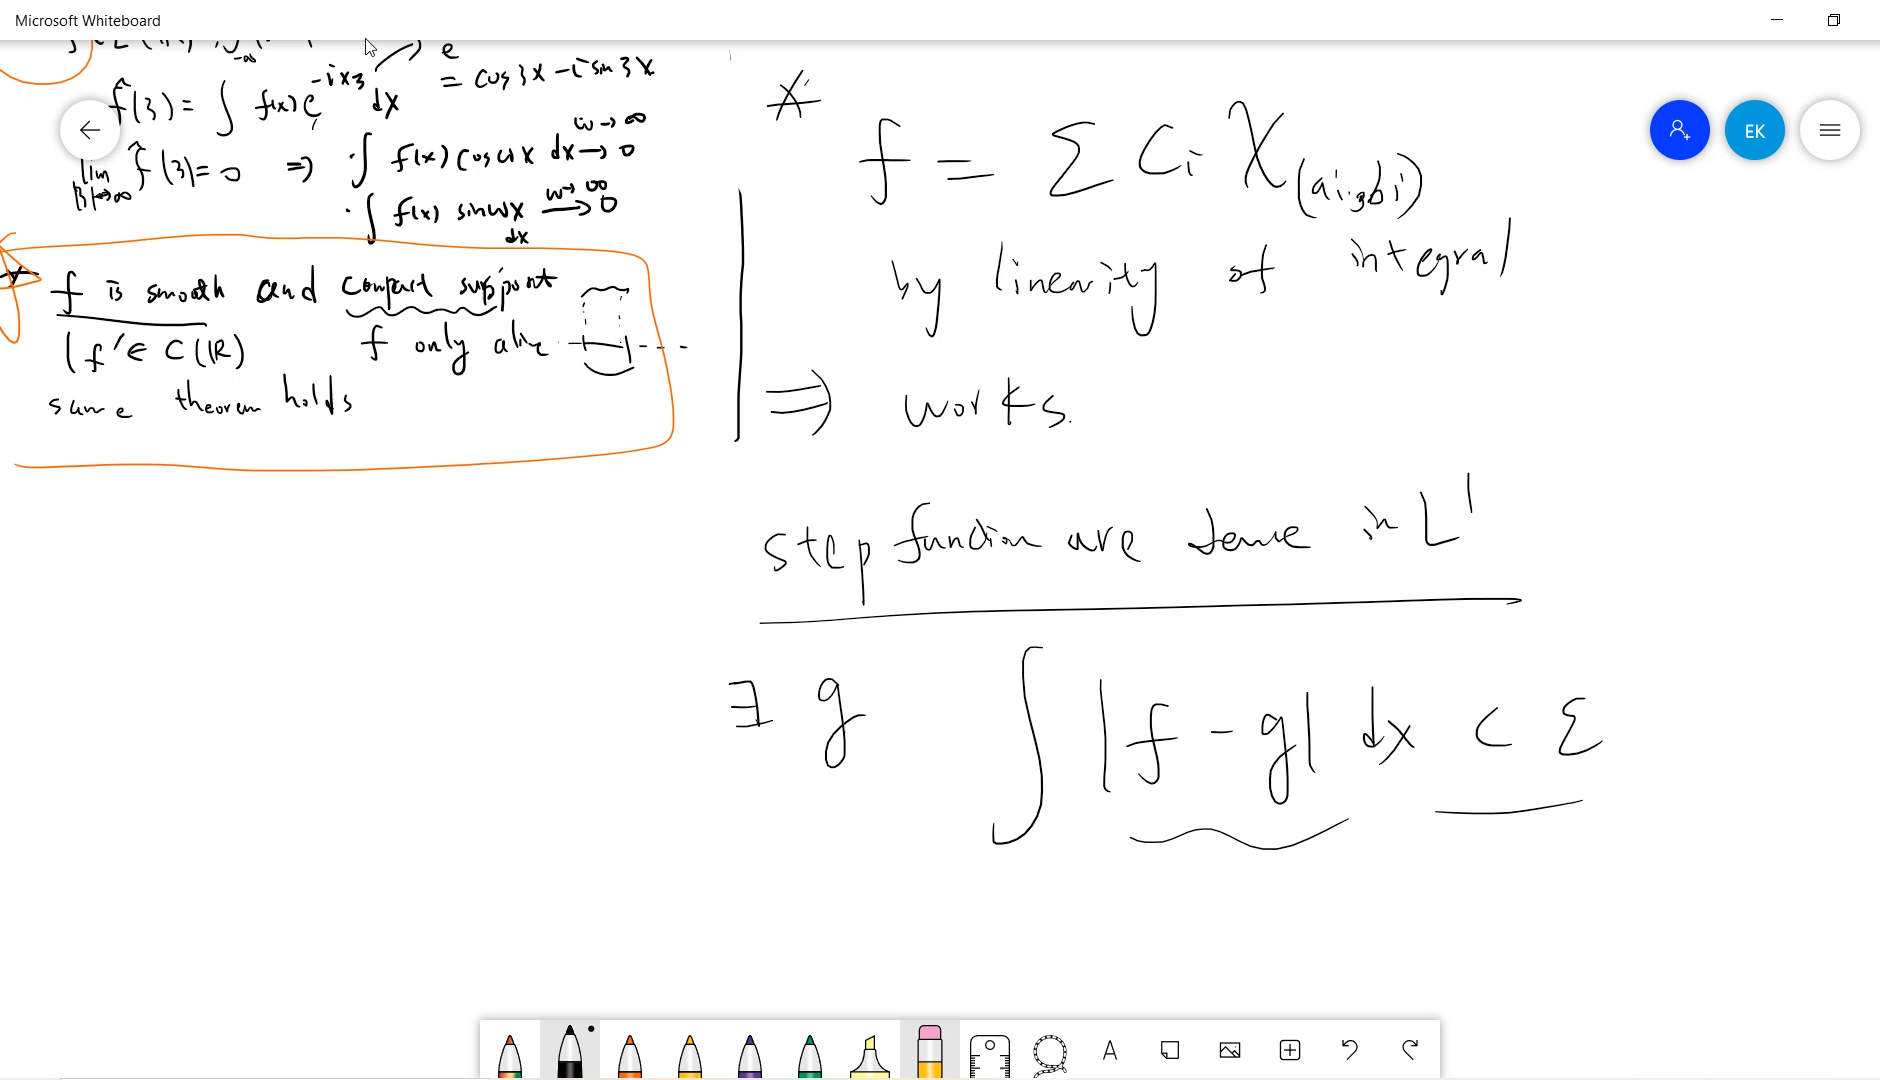 Microsoft Whiteboard
e
= cos ξx - i sin ξx
f̂(ξ) = ∫ f(x) e^{-ixξ} dx
lim |ξ|→∞ f̂(ξ) = 0 ⇒ · ∫ f(x) cos ωx dx → 0 ω → ∞
· ∫ f(x) sin ωx dx → 0 ω → ∞
f is smooth and compact support
( f' ∈ C(ℝ) f only alive
same theorem holds
*
f = Σ Ci χ(ai, bi)
by linearity of integral
⇒ works.
step function are dense in L¹
∃ g ∫ |f - g| dx < ε
EK
A